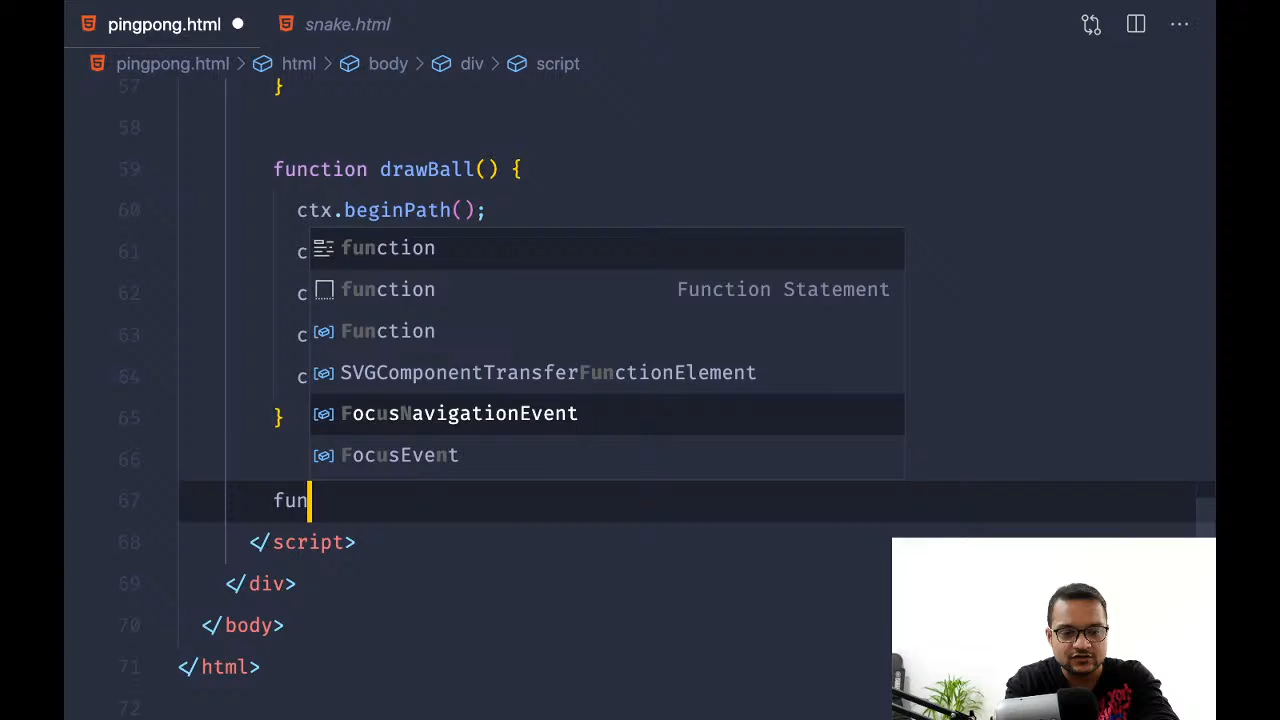 pingpong.html
snake.html
pingpong.html > html > body > div > script
57 }
58
59 function drawBall() {
60 ctx.beginPath();
61 c
function
62 c
function Function Statement
63 c
Function
64 c
SVGComponentTransferFunctionElement
65 }
FocusNavigationEvent
66
FocusEvent
67 fun
68 </script>
69 </div>
70 </body>
71 </html>
72